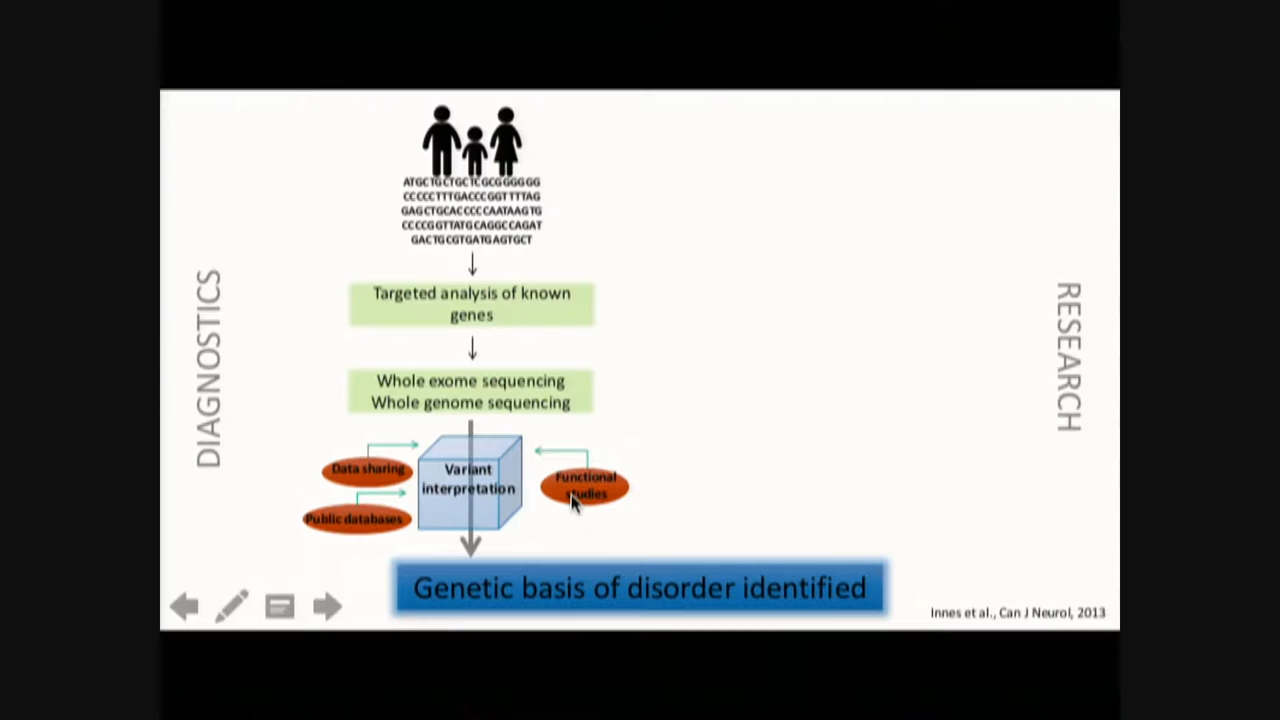 ATGCTGCTGCTCGCGGGGGG
CCCCCTTTGACCCGGTTTTAG
GAGCTGCACCCCCAATAAGTG
CCCCGGTTATGCAGGCCAGAT
GACTGCGTGATGAGTGCT
Targeted analysis of known
genes
Whole exome sequencing
Whole genome sequencing
DIAGNOSTICS
RESEARCH
Data sharing
Public databases
Variant
interpretation
Functional
studies
Genetic basis of disorder identified
Innes et al., Can J Neurol, 2013